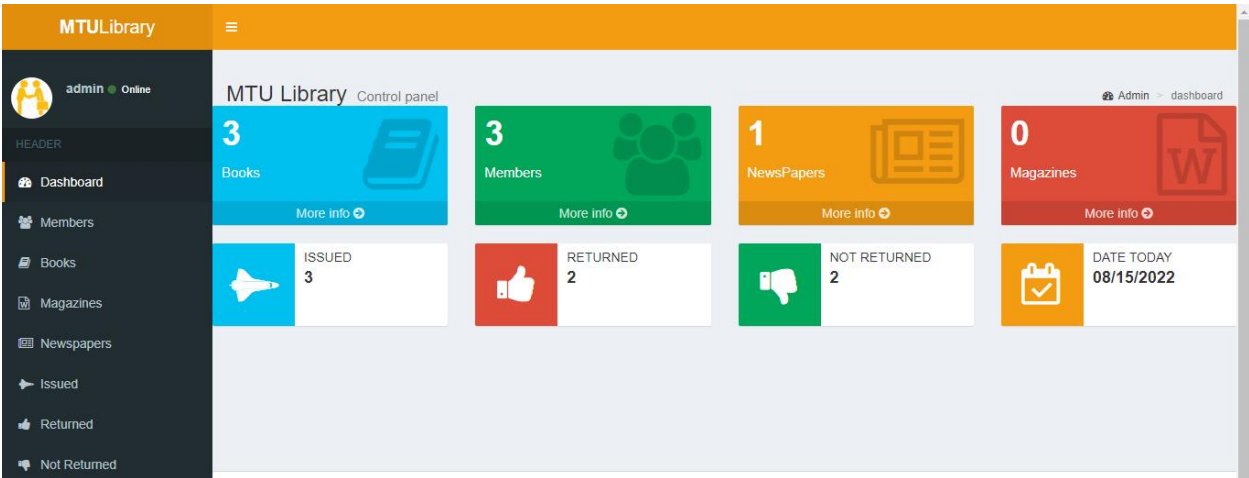 MTULibrary
admin Online
HEADER
Dashboard
Members
Books
Magazines
Newspapers
Issued
Returned
Not Returned
MTU Library Control panel
Admin > dashboard
3
Books
More info
3
Members
More info
1
NewsPapers
More info
0
W
Magazines
More info
ISSUED
3
RETURNED
2
NOT RETURNED
2
DATE TODAY
08/15/2022